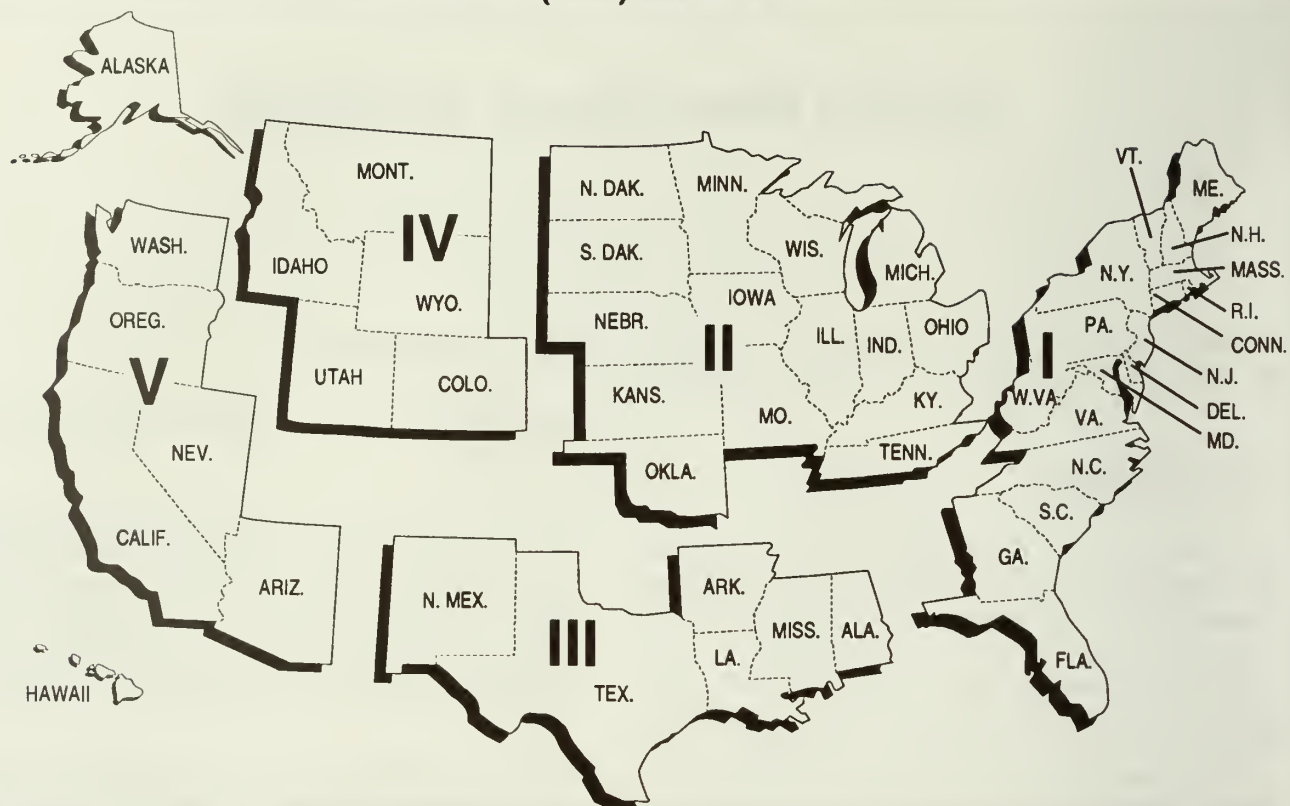 ALASKA
MONT.
IV
IDAHO
WYO.
UTAH
COLO.
WASH.
OREG.
V
NEV.
CALIF.
ARIZ.
HAWAII
N. DAK.
MINN.
S. DAK.
WIS.
MICH.
IOWA
NEBR.
II
ILL.
IND.
OHIO
KANS.
MO.
KY.
OKLA.
TENN.
N. MEX.
III
TEX.
ARK.
LA.
MISS.
ALA.
VT.
ME.
N.H.
MASS.
N.Y.
R.I.
PA.
CONN.
I
N.J.
W.VA.
DEL.
VA.
MD.
N.C.
S.C.
GA.
FLA.